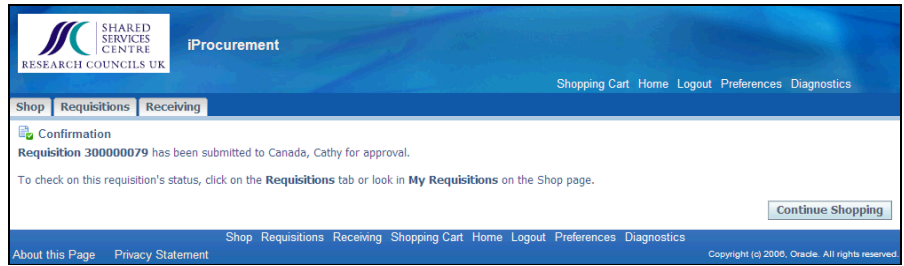 SHARED
SERVICES
CENTRE
RESEARCH COUNCILS UK
iProcurement
Shopping Cart Home Logout Preferences Diagnostics
Shop Requisitions Receiving
Confirmation
Requisition 300000079 has been submitted to Canada, Cathy for approval.
To check on this requisition's status, click on the Requisitions tab or look in My Requisitions on the Shop page.
Continue Shopping
Shop Requisitions Receiving Shopping Cart Home Logout Preferences Diagnostics
About this Page Privacy Statement Copyright (c) 2006, Oracle. All rights reserved.